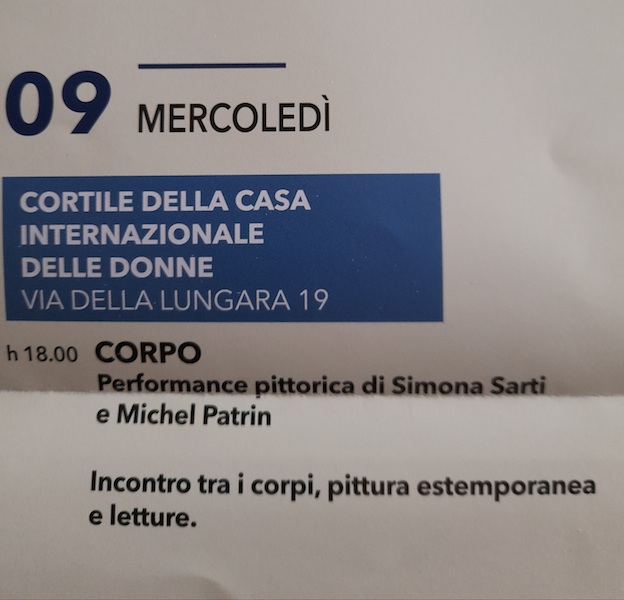 09 MERCOLEDÌ
CORTILE DELLA CASA
INTERNAZIONALE
DELLE DONNE
VIA DELLA LUNGARA 19
h 18.00 CORPO
Performance pittorica di Simona Sarti
e Michel Patrin
Incontro tra i corpi, pittura estemporanea
e letture.